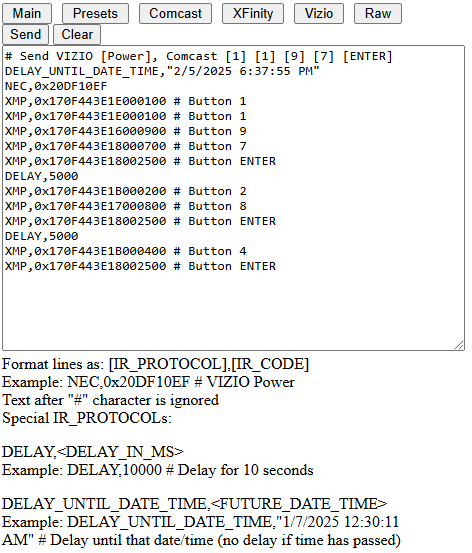 Main Presets Comcast XFinity Vizio Raw
Send Clear
# Send VIZIO [Power], Comcast [1] [1] [9] [7] [ENTER]
DELAY_UNTIL_DATE_TIME,"2/5/2025 6:37:55 PM"
NEC,0x20DF10EF
XMP,0x170F443E1E000100 # Button 1
XMP,0x170F443E1E000100 # Button 1
XMP,0x170F443E16000900 # Button 9
XMP,0x170F443E18000700 # Button 7
XMP,0x170F443E18002500 # Button ENTER
DELAY,5000
XMP,0x170F443E1B000200 # Button 2
XMP,0x170F443E17000800 # Button 8
XMP,0x170F443E18002500 # Button ENTER
DELAY,5000
XMP,0x170F443E1B000400 # Button 4
XMP,0x170F443E18002500 # Button ENTER
Format lines as: [IR_PROTOCOL],[IR_CODE]
Example: NEC,0x20DF10EF # VIZIO Power
Text after "#" character is ignored
Special IR_PROTOCOLs:
DELAY,<DELAY_IN_MS>
Example: DELAY,10000 # Delay for 10 seconds
DELAY_UNTIL_DATE_TIME,<FUTURE_DATE_TIME>
Example: DELAY_UNTIL_DATE_TIME,"1/7/2025 12:30:11
AM" # Delay until that date/time (no delay if time has passed)